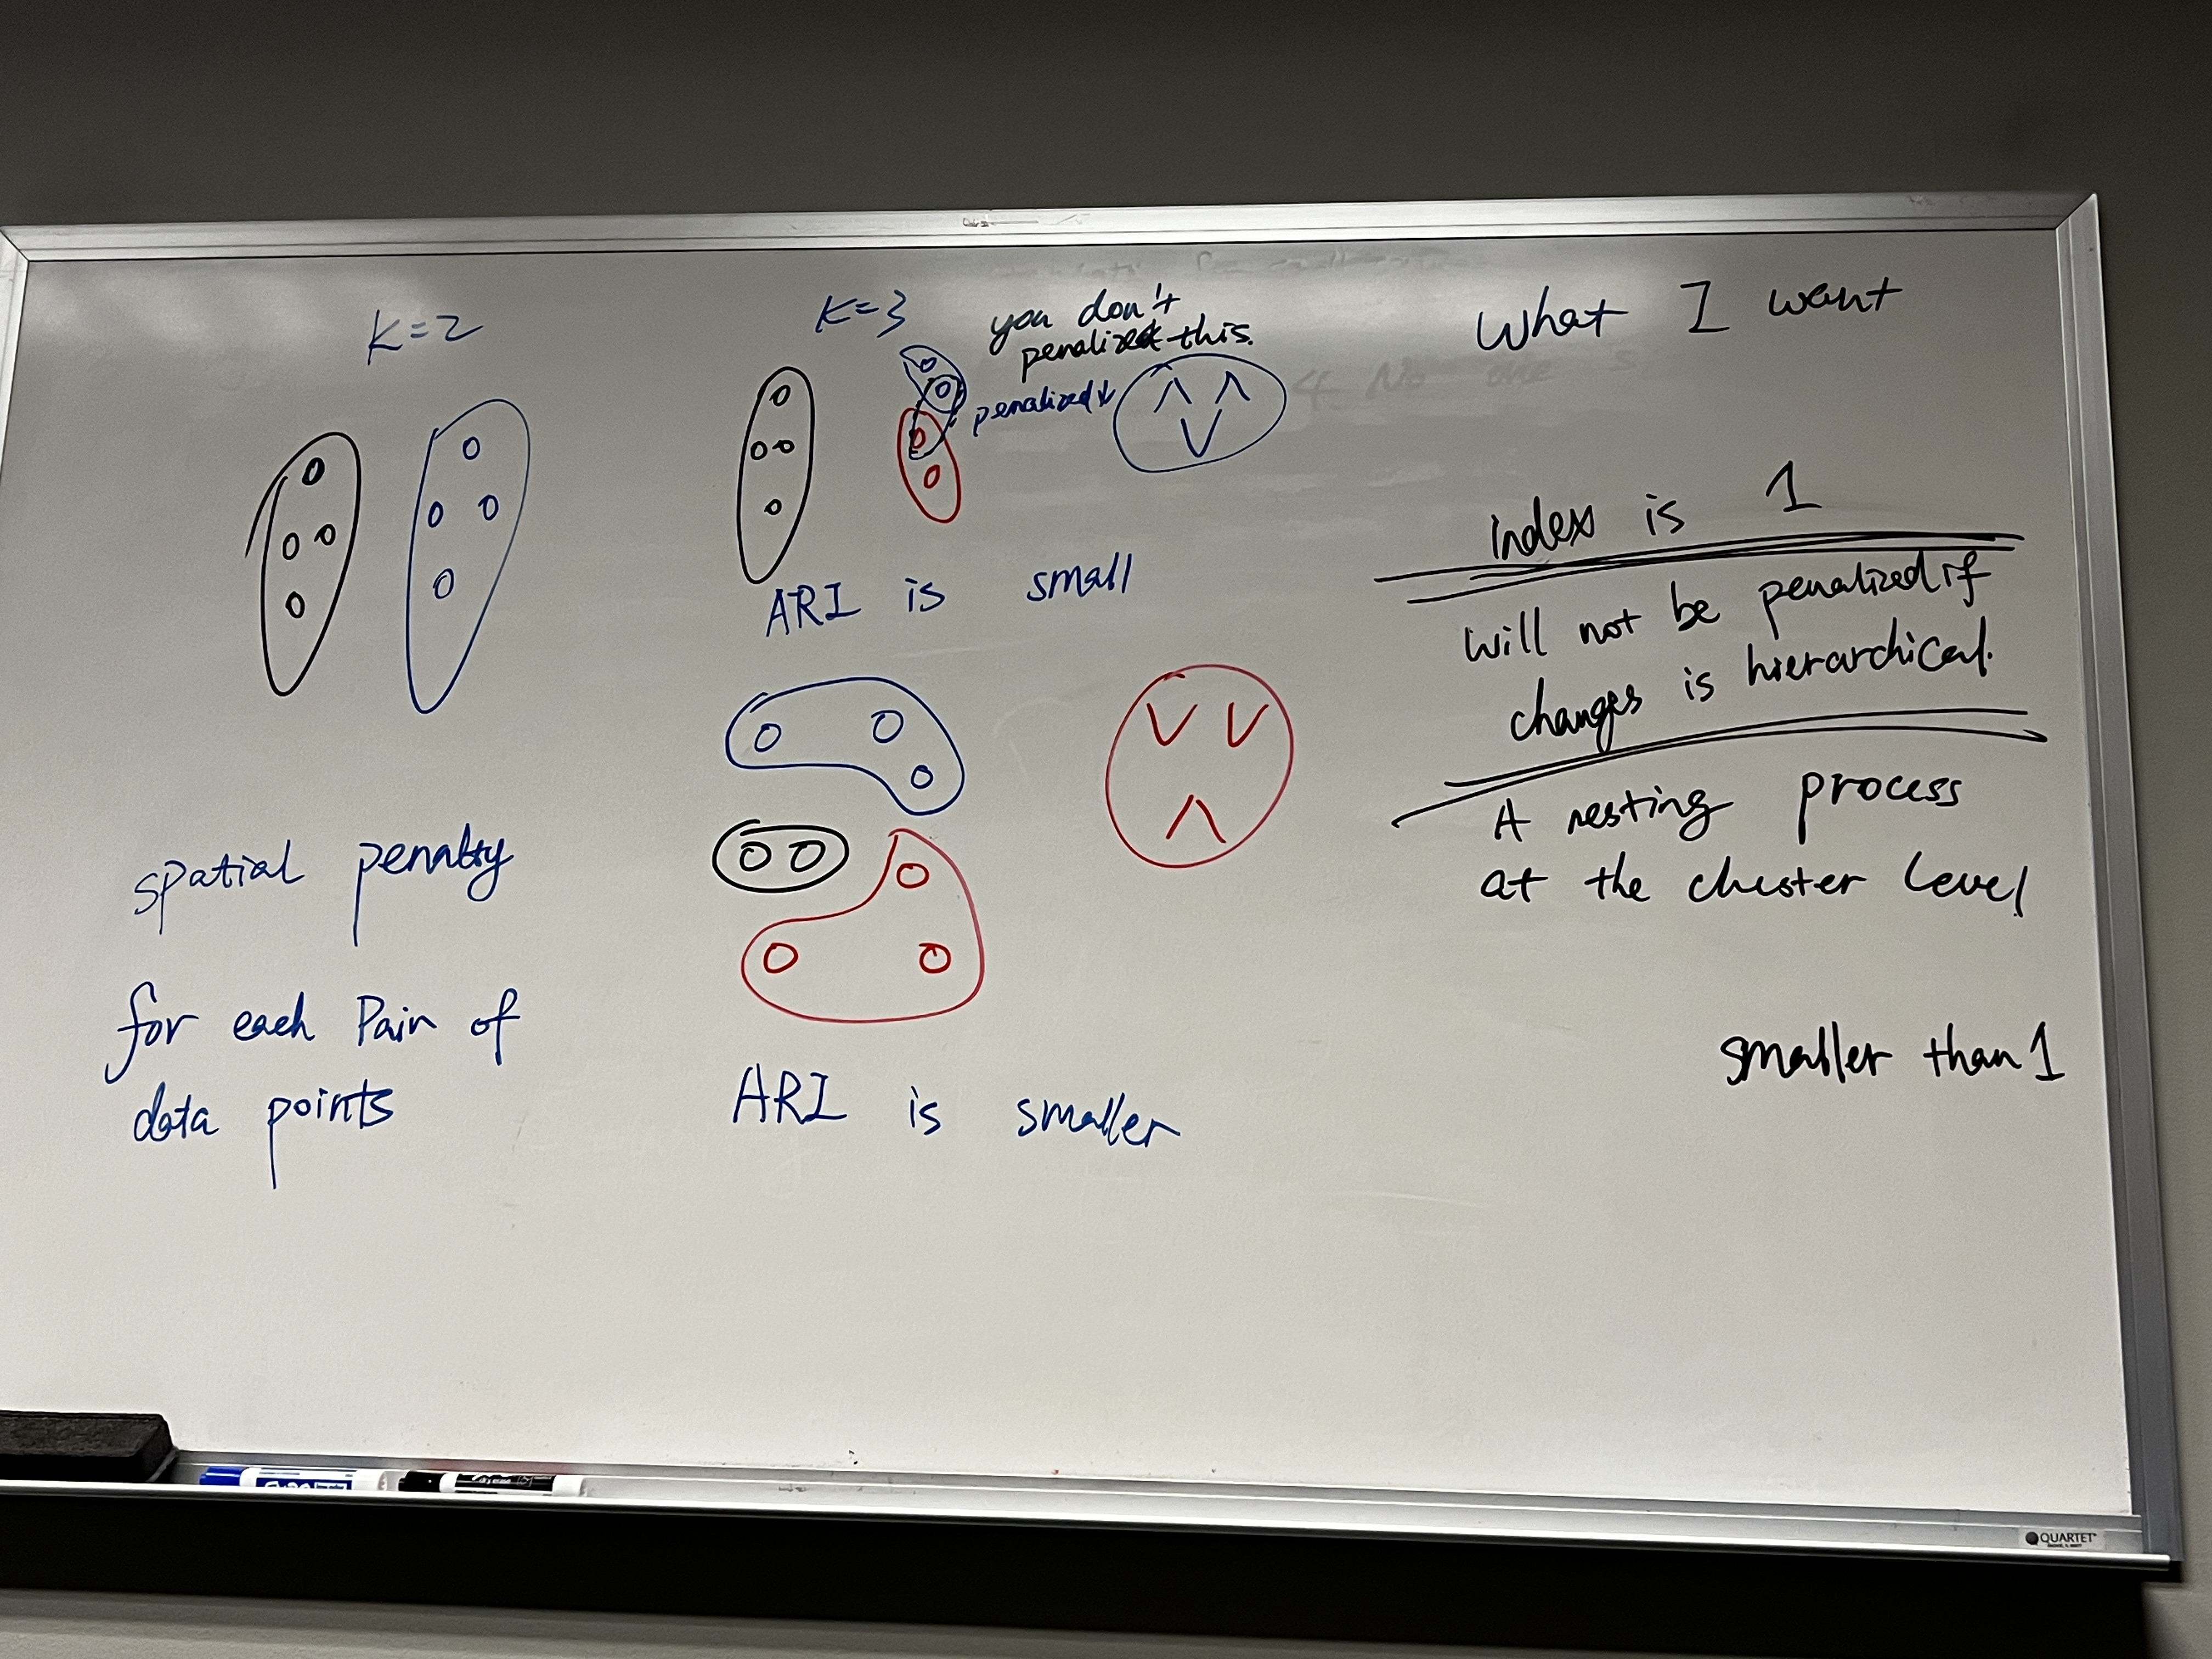 K=2
spatial penalty
for each Pair of
data points
K=3
you don't
penalized this.
penalized↓
ARI is small
ARI is smaller
What I want
index is 1
will not be penalized if
changes is hierarchical.
A nesting process
at the cluster level
smaller than 1
QUARTET